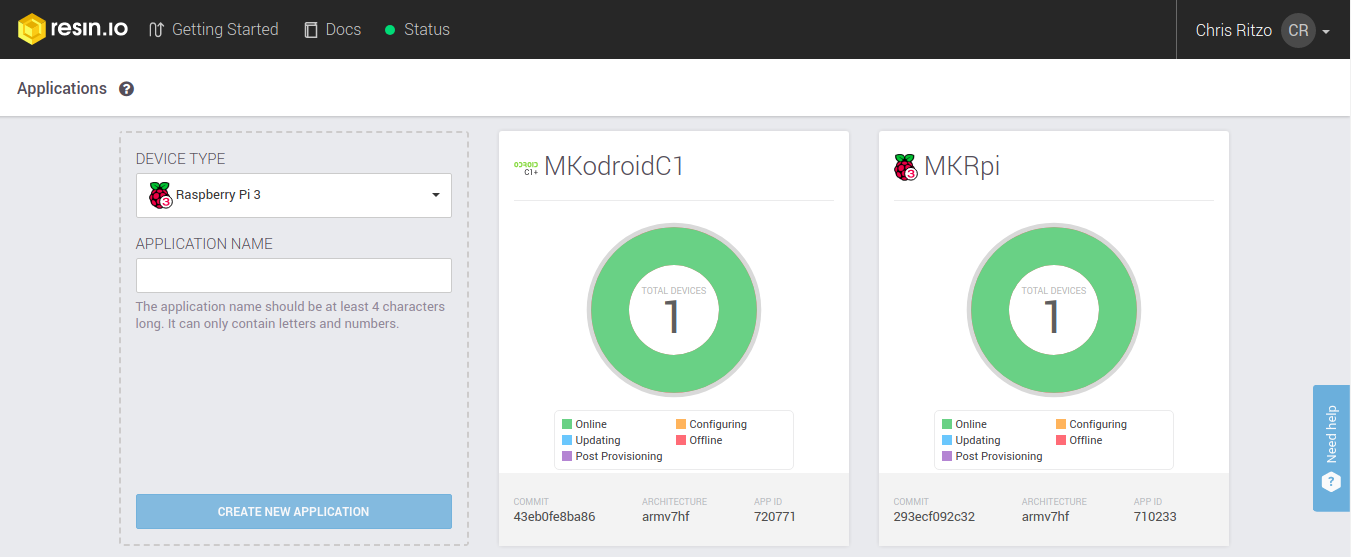 resin.io Getting Started Docs Status Chris Ritzo CR
Applications ?
DEVICE TYPE
3 Raspberry Pi 3
APPLICATION NAME
The application name should be at least 4 characters
long. It can only contain letters and numbers.
CREATE NEW APPLICATION
ODROID
C1+
MKodroidC1
TOTAL DEVICES
1
Online Configuring
Updating Offline
Post Provisioning
COMMIT ARCHITECTURE APP ID
43eb0fe8ba86 armv7hf 720771
3 MKRpi
TOTAL DEVICES
1
Online Configuring
Updating Offline
Post Provisioning
COMMIT ARCHITECTURE APP ID
293ecf092c32 armv7hf 710233
Need help
?